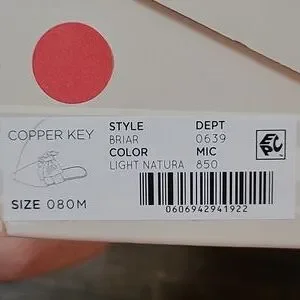 COPPER KEY
STYLE DEPT
BRIAR 0639
COLOR MIC
LIGHT NATURA 850
SIZE 080M
0606942941922